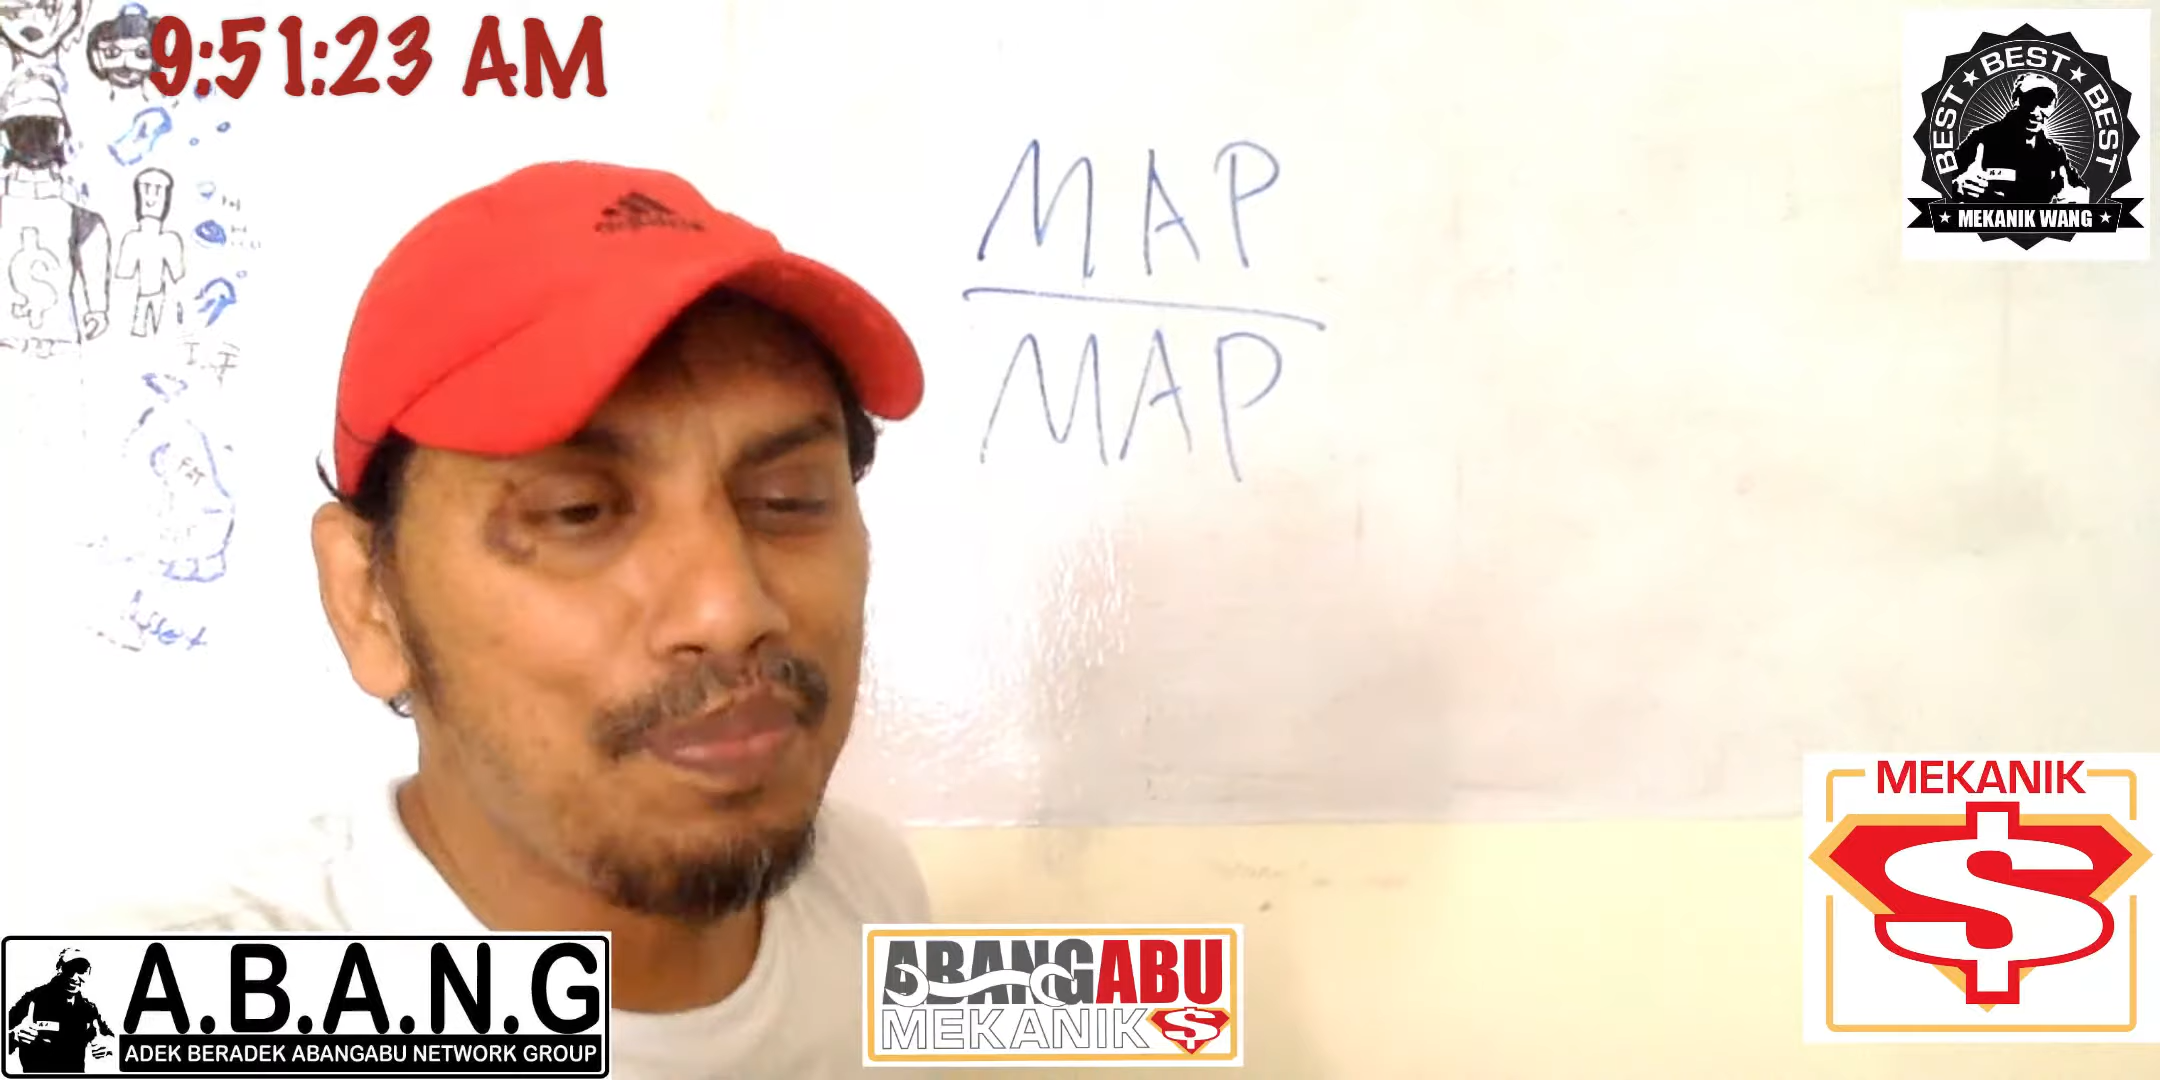 9:51:23 AM
BEST ★ BEST ★ BEST
★ MEKANIK WANG ★
MAP
MAP
MEKANIK
$
A.B.A.N.G
ADEK BERADEK ABANGABU NETWORK GROUP
ABANGABU
MEKANIK $
$